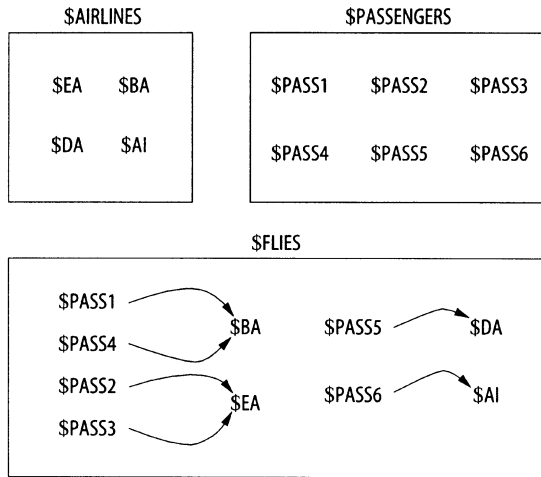 $AIRLINES
$EA $BA
$DA $AI
$PASSENGERS
$PASS1 $PASS2 $PASS3
$PASS4 $PASS5 $PASS6
$FLIES
$PASS1
$PASS4
$BA
$PASS2
$PASS3
$EA
$PASS5 $DA
$PASS6 $AI